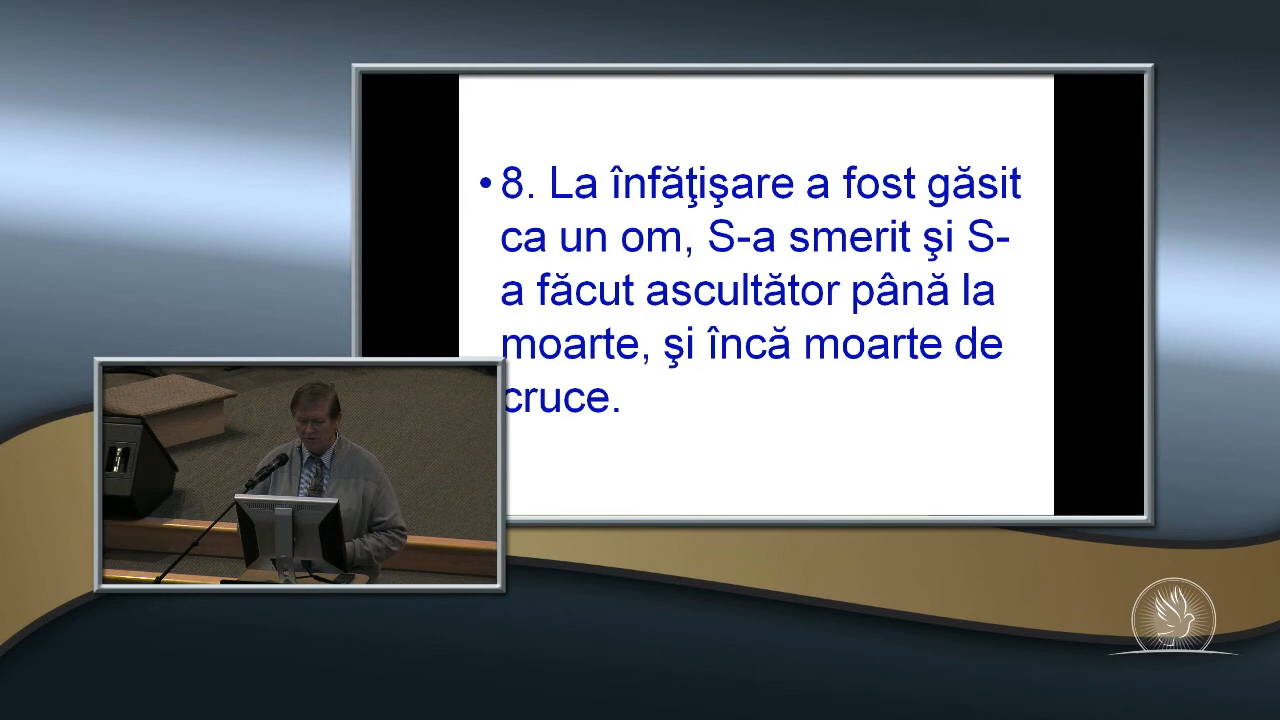 • 8. La înfăţişare a fost găsit
ca un om, S-a smerit şi S-
a făcut ascultător până la
moarte, şi încă moarte de
cruce.